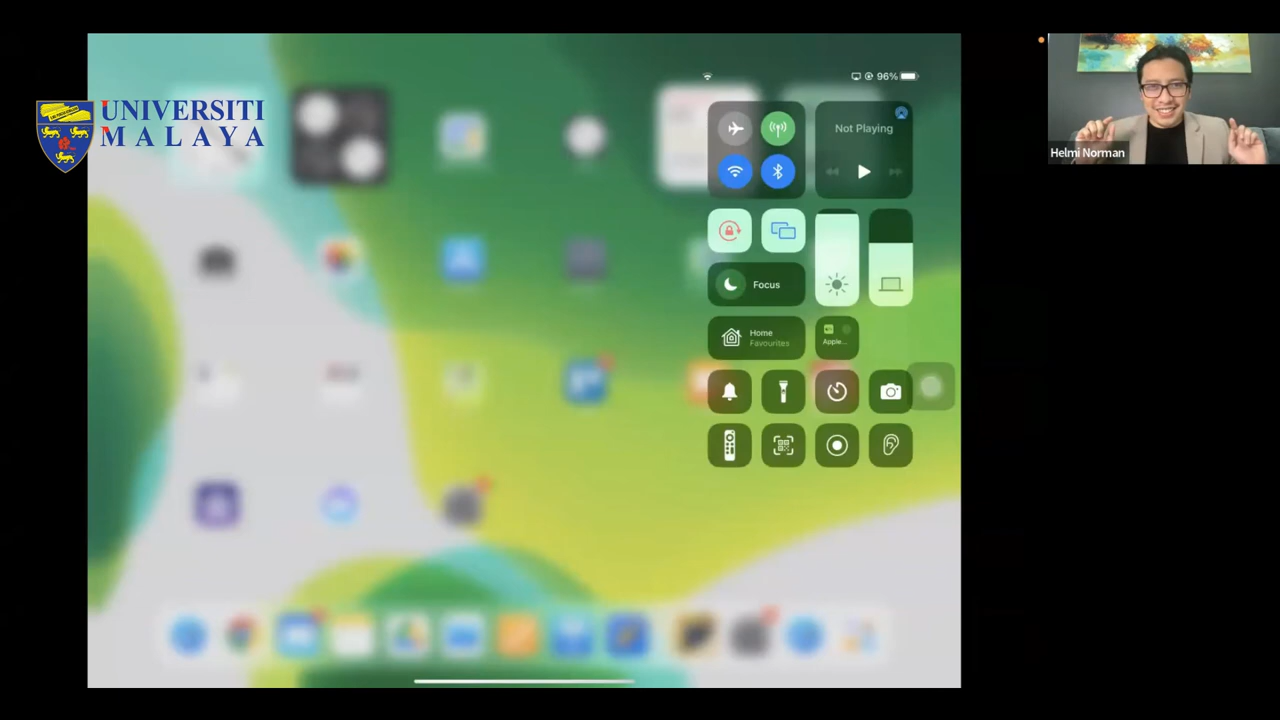 96%
UNIVERSITI
MALAYA
Not Playing
Helmi Norman
Focus
Home
Favourites
Apple...